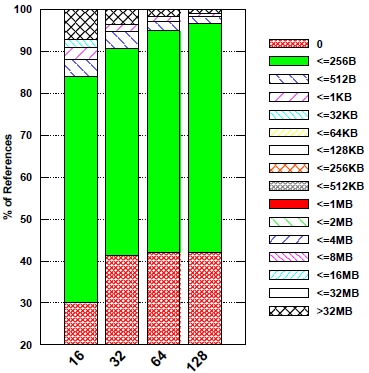 100
90
80
70
60
50
40
30
20
% of References
16
32
64
128
0
<=256B
<=512B
<=1KB
<=32KB
<=64KB
<=128KB
<=256KB
<=512KB
<=1MB
<=2MB
<=4MB
<=8MB
<=16MB
<=32MB
>32MB